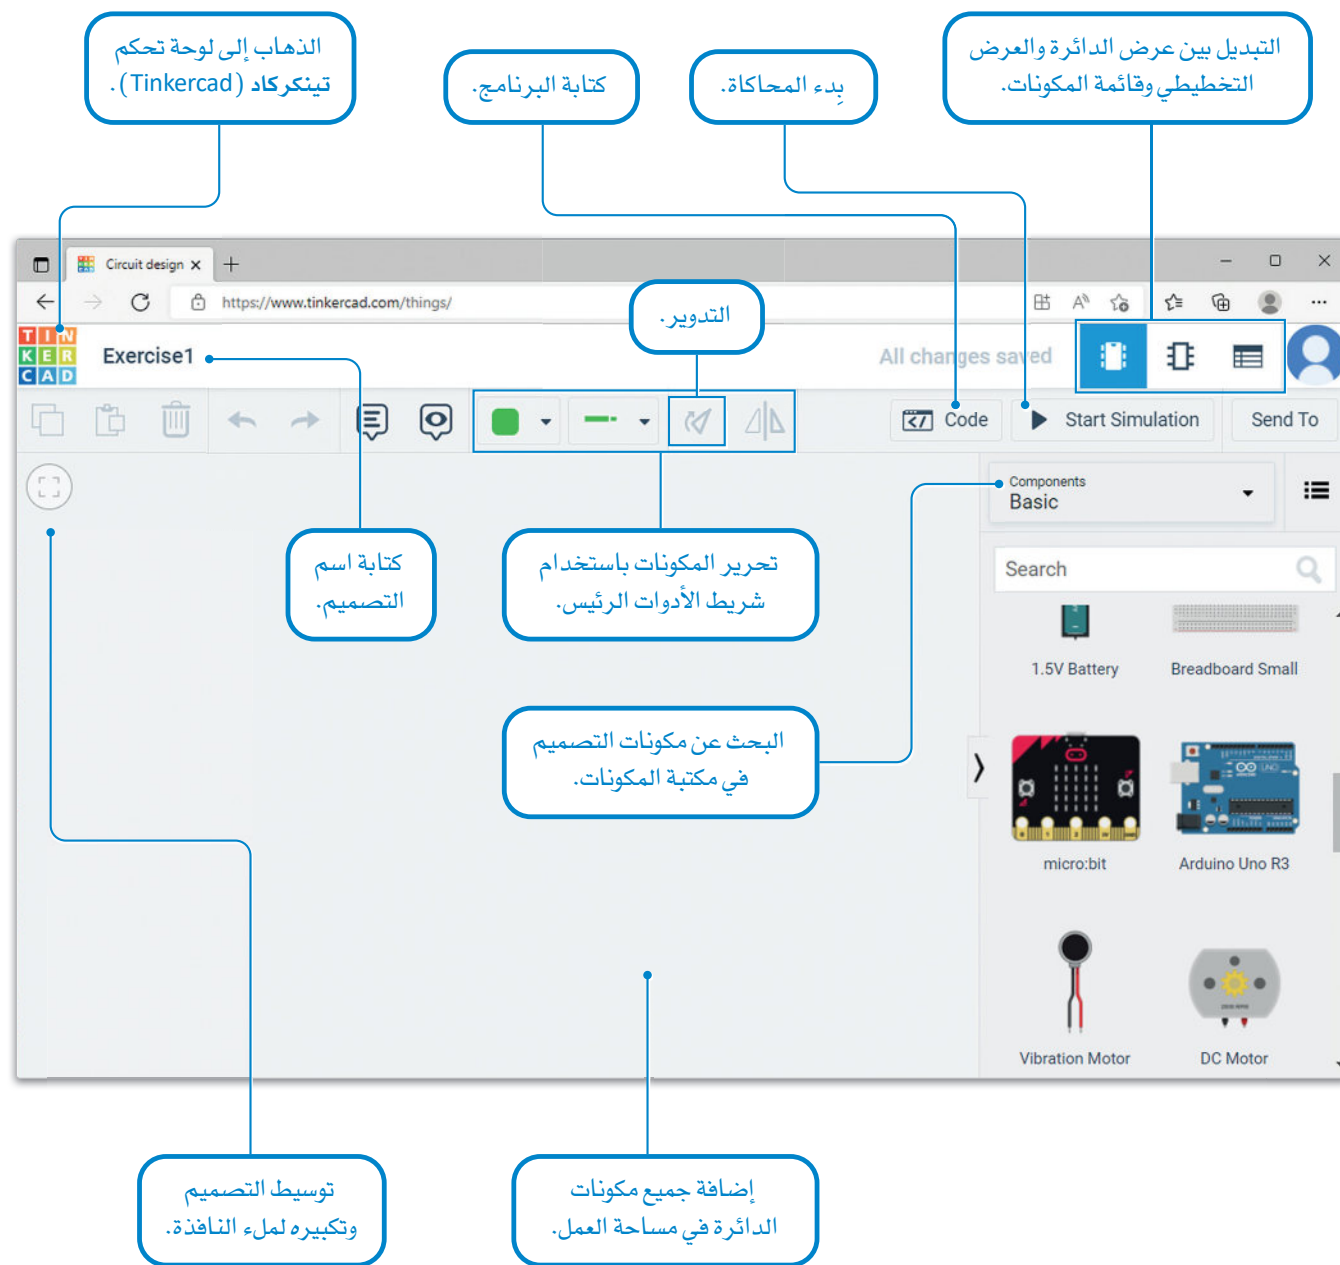 التبديل بين عرض الدائرة والعرض
التخطيطي وقائمة المكونات.
بِدء المحاكاة.
كتابة البرنامج.
الذهاب إلى لوحة تحكم
تينكركاد (Tinkercad).
Circuit design
https://www.tinkercad.com/things/
التدوير.
TINKERCAD
Exercise1
All changes saved
Code
Start Simulation
Send To
Components
Basic
Search
كتابة اسم
التصميم.
تحرير المكونات باستخدام
شريط الأدوات الرئيس.
البحث عن مكونات التصميم
في مكتبة المكونات.
1.5V Battery
Breadboard Small
micro:bit
Arduino Uno R3
Vibration Motor
DC Motor
توسيط التصميم
وتكبيره لملء النافذة.
إضافة جميع مكونات
الدائرة في مساحة العمل.